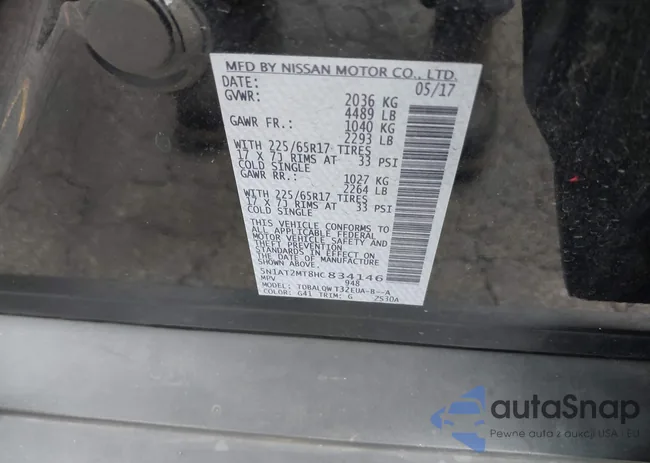 MFD BY NISSAN MOTOR CO., LTD.
DATE: 05/17
GVWR: 2036 KG
4489 LB
GAWR FR.: 1040 KG
2293 LB
WITH 225/65R17 TIRES
17 X 7J RIMS AT 33 PSI
COLD SINGLE
GAWR RR.: 1027 KG
2264 LB
WITH 225/65R17 TIRES
17 X 7J RIMS AT 33 PSI
COLD SINGLE
THIS VEHICLE CONFORMS TO
ALL APPLICABLE FEDERAL
MOTOR VEHICLE SAFETY AND
THEFT PREVENTION
STANDARDS IN EFFECT ON
THE DATE OF MANUFACTURE
SHOWN ABOVE.
5N1AT2MT8HC834146
MPV 948
MODEL: TDBALQW T32EUA-B--A
COLOR: G41 TRIM: G 2530A
autaSnap
Pewne auta z aukcji USA - EU